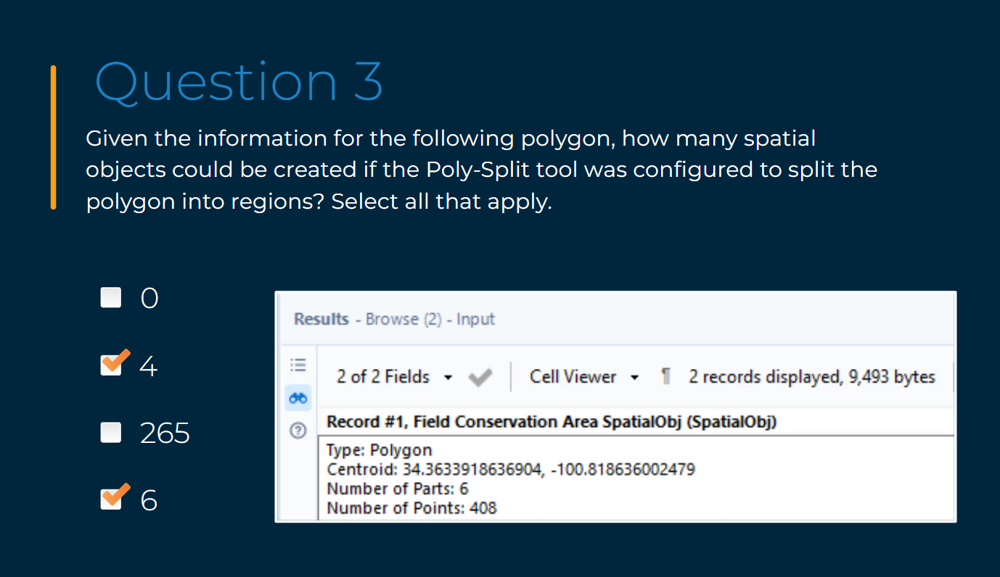 Question 3
Given the information for the following polygon, how many spatial
objects could be created if the Poly-Split tool was configured to split the
polygon into regions? Select all that apply.
0
4
265
6
Results - Browse (2) - Input
2 of 2 Fields
Cell Viewer
2 records displayed, 9,493 bytes
Record #1, Field Conservation Area SpatialObj (SpatialObj)
Type: Polygon
Centroid: 34.3633918636904, -100.818636002479
Number of Parts: 6
Number of Points: 408